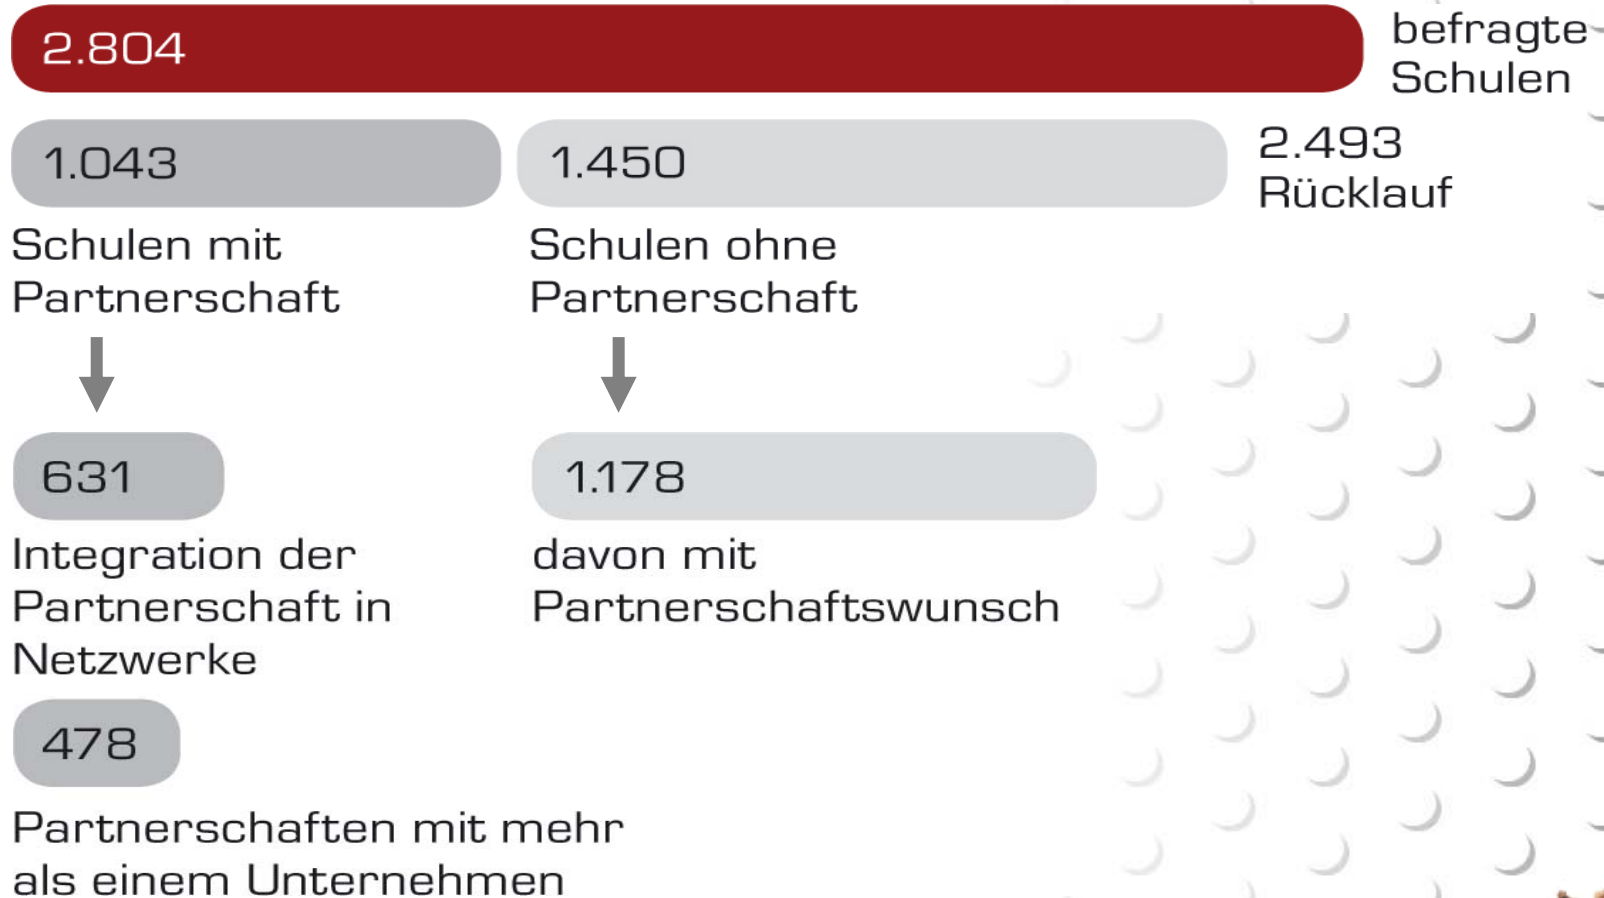 2.804
befragte
Schulen
1.043
1.450
2.493
Rücklauf
Schulen mit
Partnerschaft
Schulen ohne
Partnerschaft
631
1.178
Integration der
Partnerschaft in
Netzwerke
davon mit
Partnerschaftswunsch
478
Partnerschaften mit mehr
als einem Unternehmen